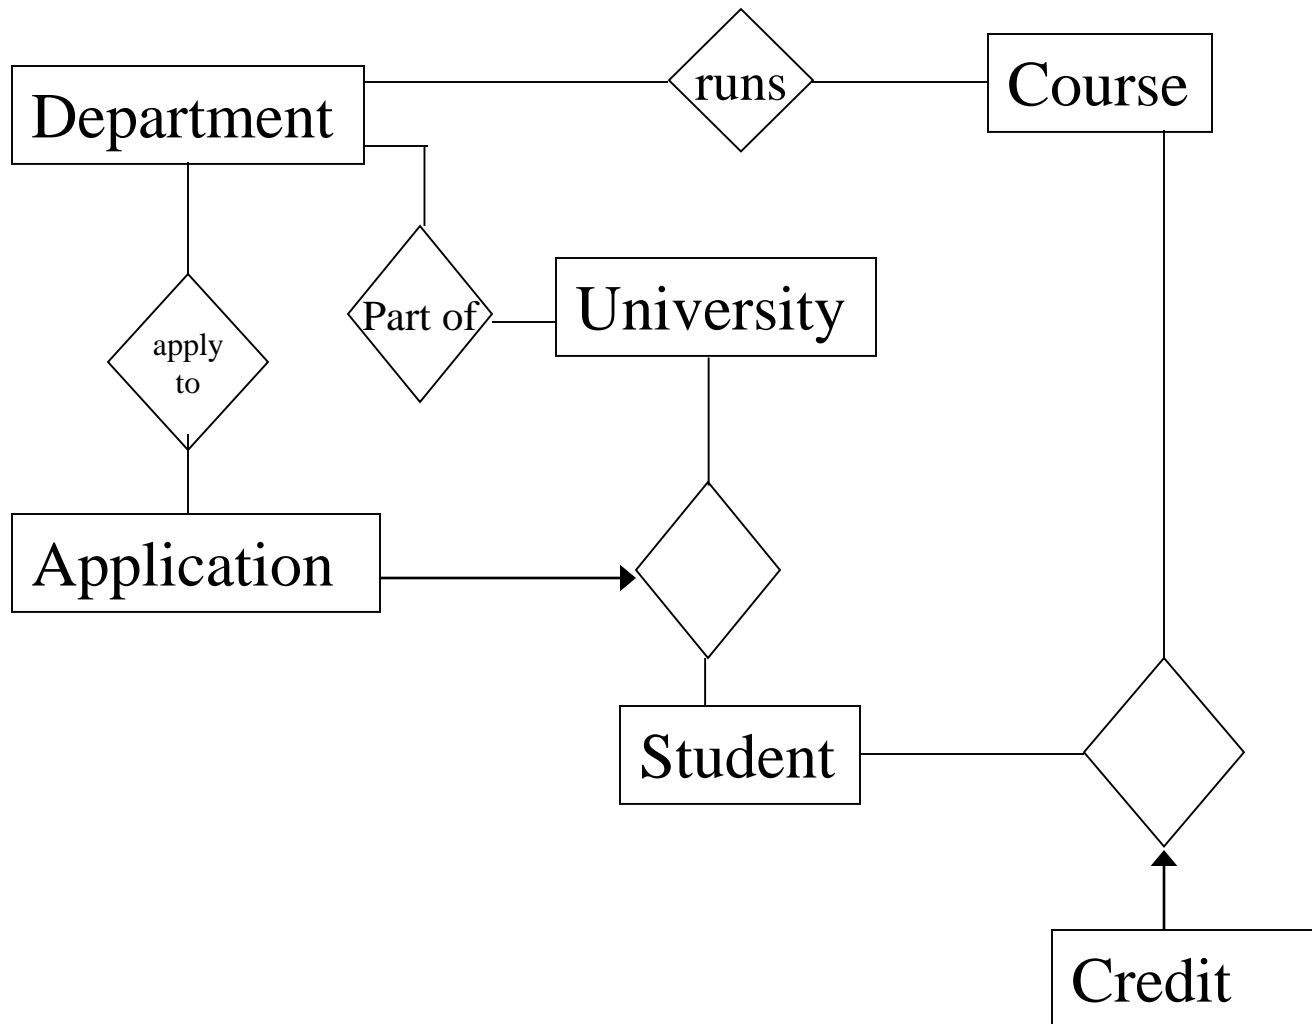 runs
Course
Department
Part of
University
apply
to
Application
Student
Credit